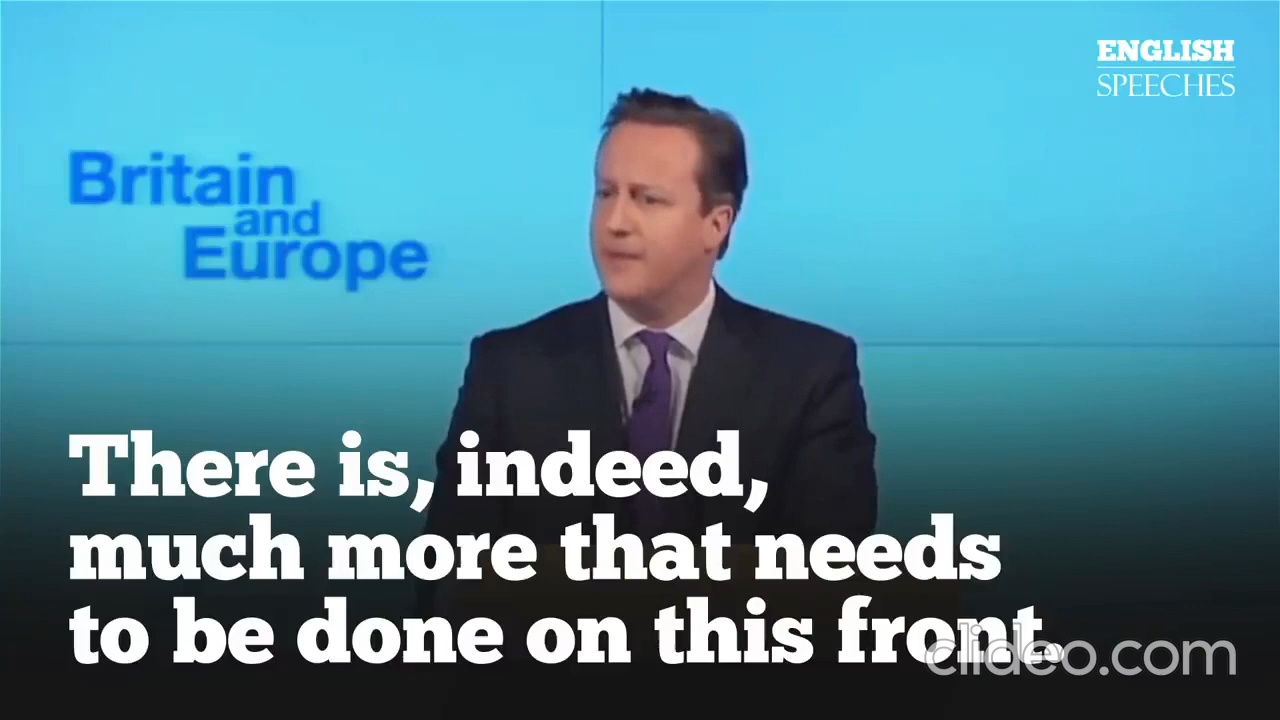 ENGLISH
SPEECHES
Britain
and
Europe
There is, indeed,
much more that needs
to be done on this front.
clideo.com